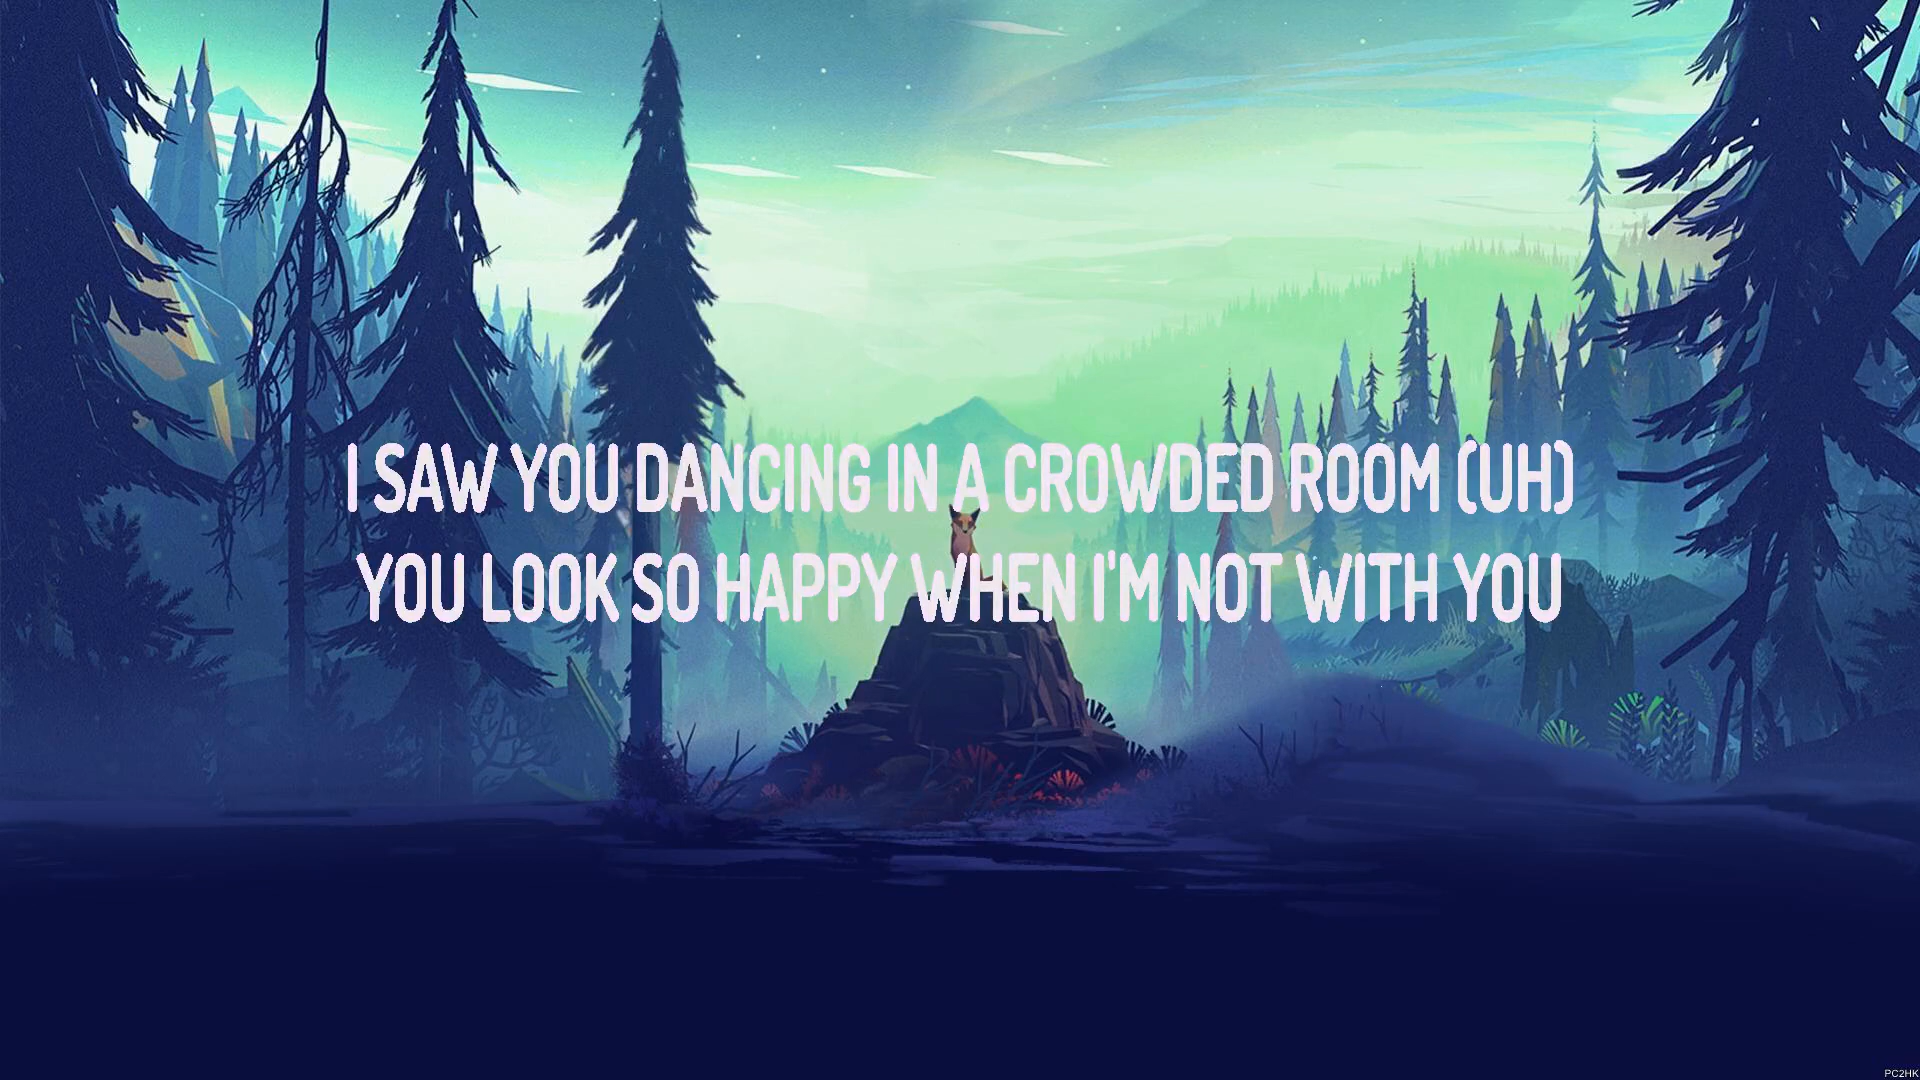 I SAW YOU DANCING IN A CROWDED ROOM (UH)
YOU LOOK SO HAPPY WHEN I'M NOT WITH YOU
PC2HK